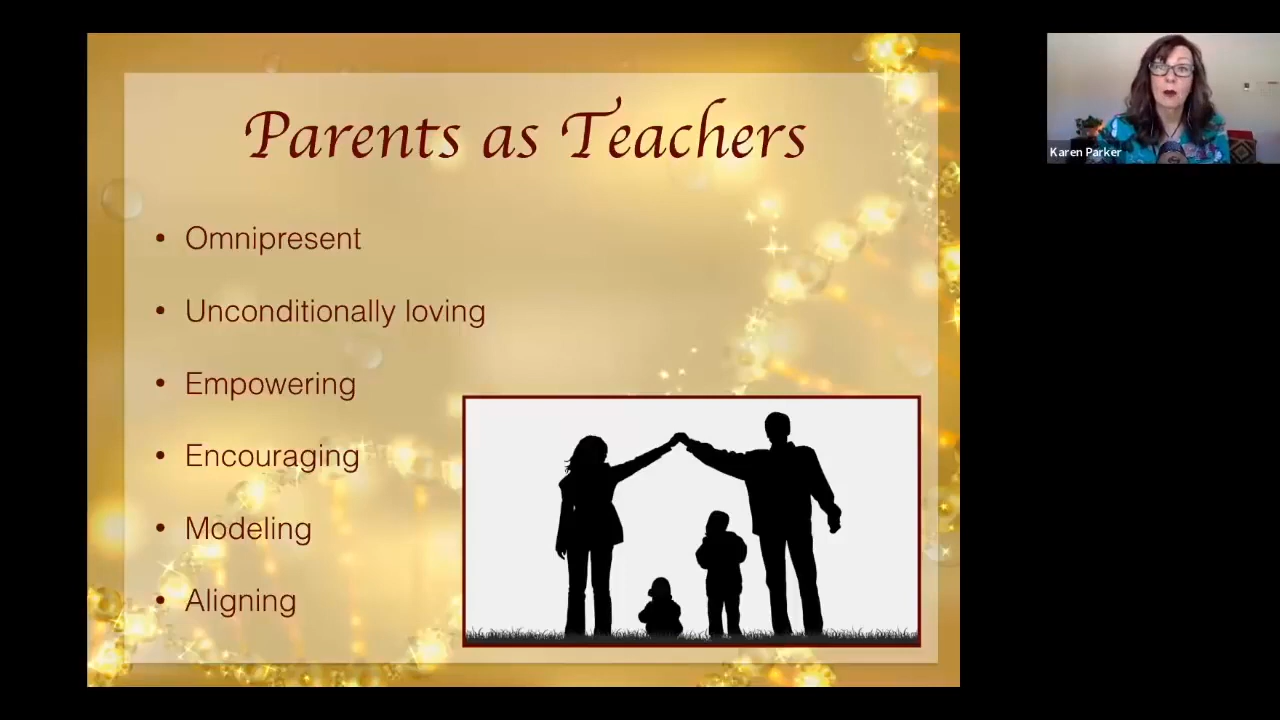 Parents as Teachers
• Omnipresent
• Unconditionally loving
• Empowering
• Encouraging
• Modeling
• Aligning
Karen Parker